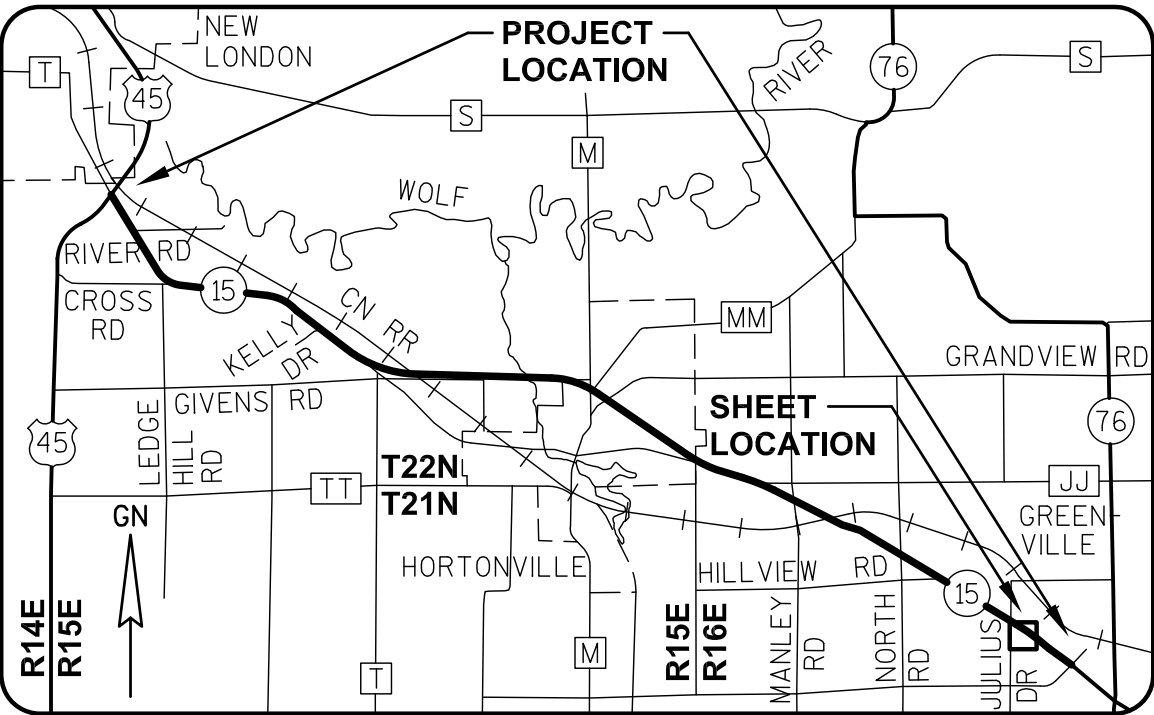 NEW
LONDON
PROJECT
LOCATION
RIVER
76
S
T
45
S
M
WOLF
RIVER RD
CROSS
RD
15
CN RR
KELLY
DR
MM
GRANDVIEW RD
GIVENS RD
LEDGE
HILL
RD
45
SHEET
LOCATION
76
T22N
T21N
TT
JJ
GN
GREEN-
VILLE
HORTONVILLE
HILLVIEW RD
15
R14E
R15E
R15E
R16E
MANLEY
RD
NORTH
RD
JULIUS
DR
M
T